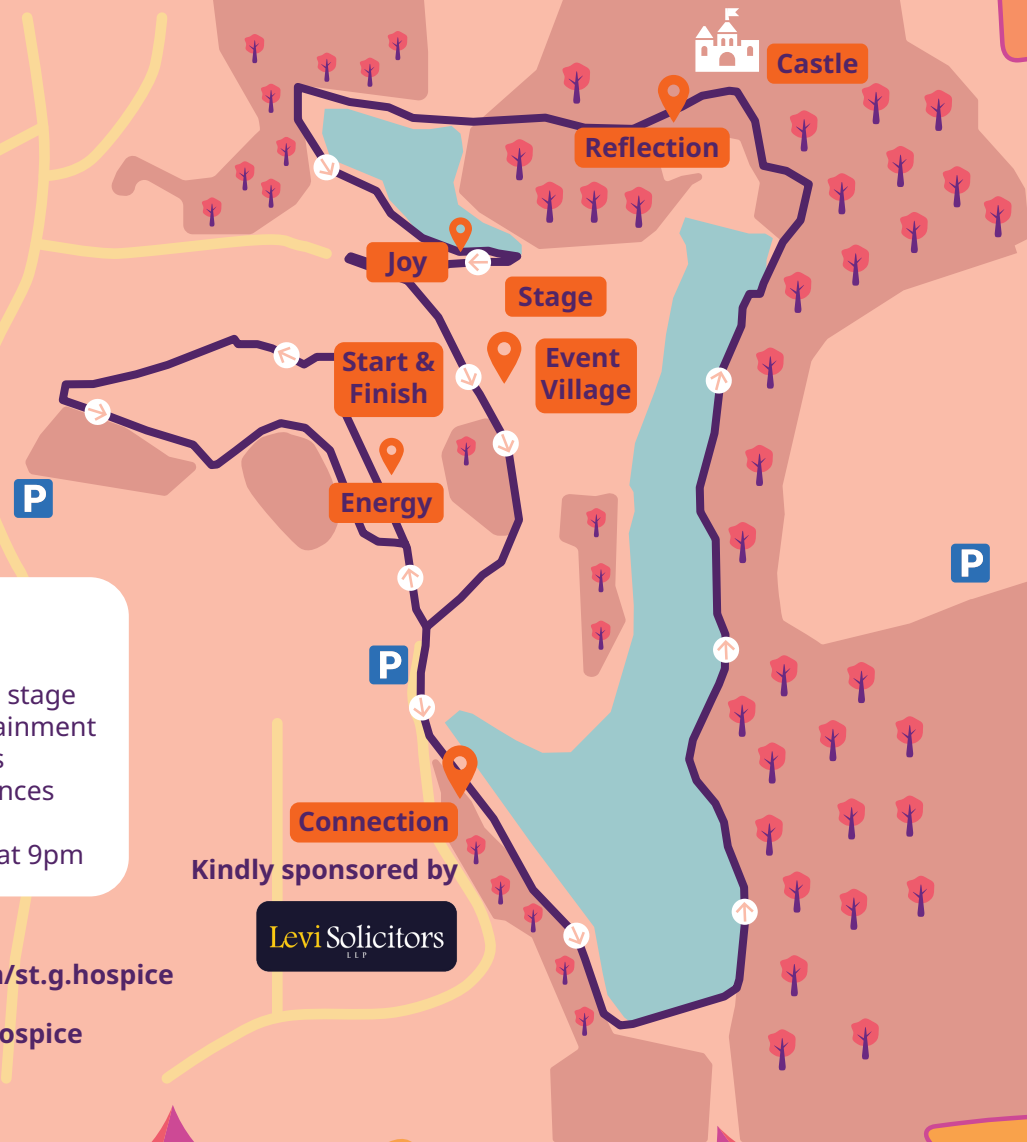 Castle
Reflection
Joy
Stage
Start &
Finish
Event
Village
Energy
P
P
P
stage
ainment
s
nces
at 9pm
Connection
Kindly sponsored by
Levi Solicitors
LLP
/st.g.hospice
ospice